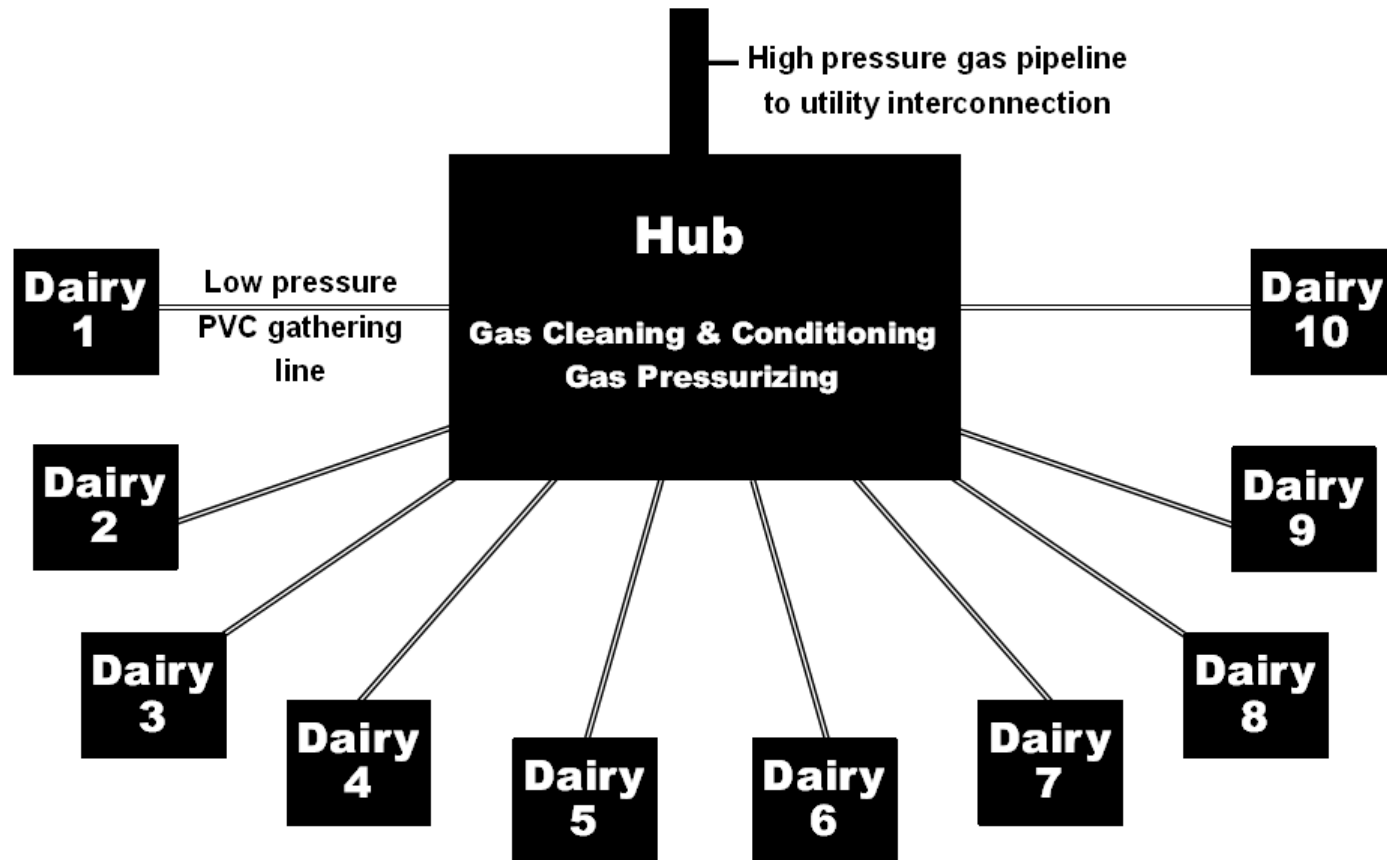 High pressure gas pipeline
to utility interconnection
Hub
Gas Cleaning & Conditioning
Gas Pressurizing
Low pressure
PVC gathering
line
Dairy
1
Dairy
2
Dairy
3
Dairy
4
Dairy
5
Dairy
6
Dairy
7
Dairy
8
Dairy
9
Dairy
10